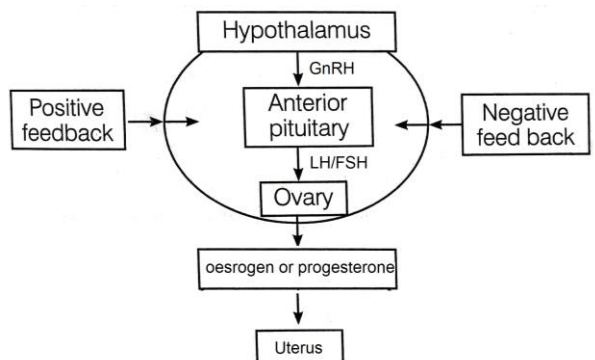 Hypothalamus
GnRH
Positive
feedback
Anterior
pituitary
Negative
feed back
LH/FSH
Ovary
oesrogen or progesterone
Uterus